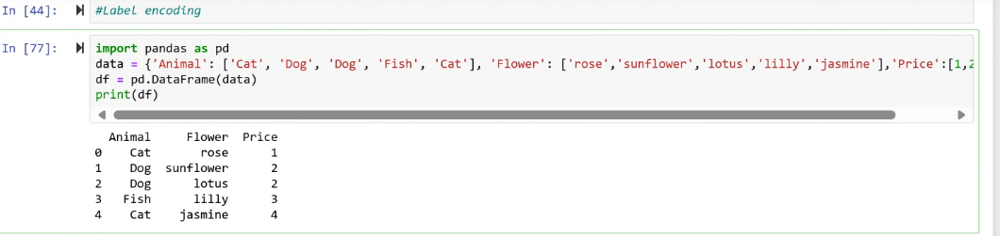 In [44]: #Label encoding
In [77]: import pandas as pd
data = {'Animal': ['Cat', 'Dog', 'Dog', 'Fish', 'Cat'], 'Flower': ['rose','sunflower','lotus','lilly','jasmine'],'Price':[1,2
df = pd.DataFrame(data)
print(df)
Animal Flower Price
0 Cat rose 1
1 Dog sunflower 2
2 Dog lotus 2
3 Fish lilly 3
4 Cat jasmine 4